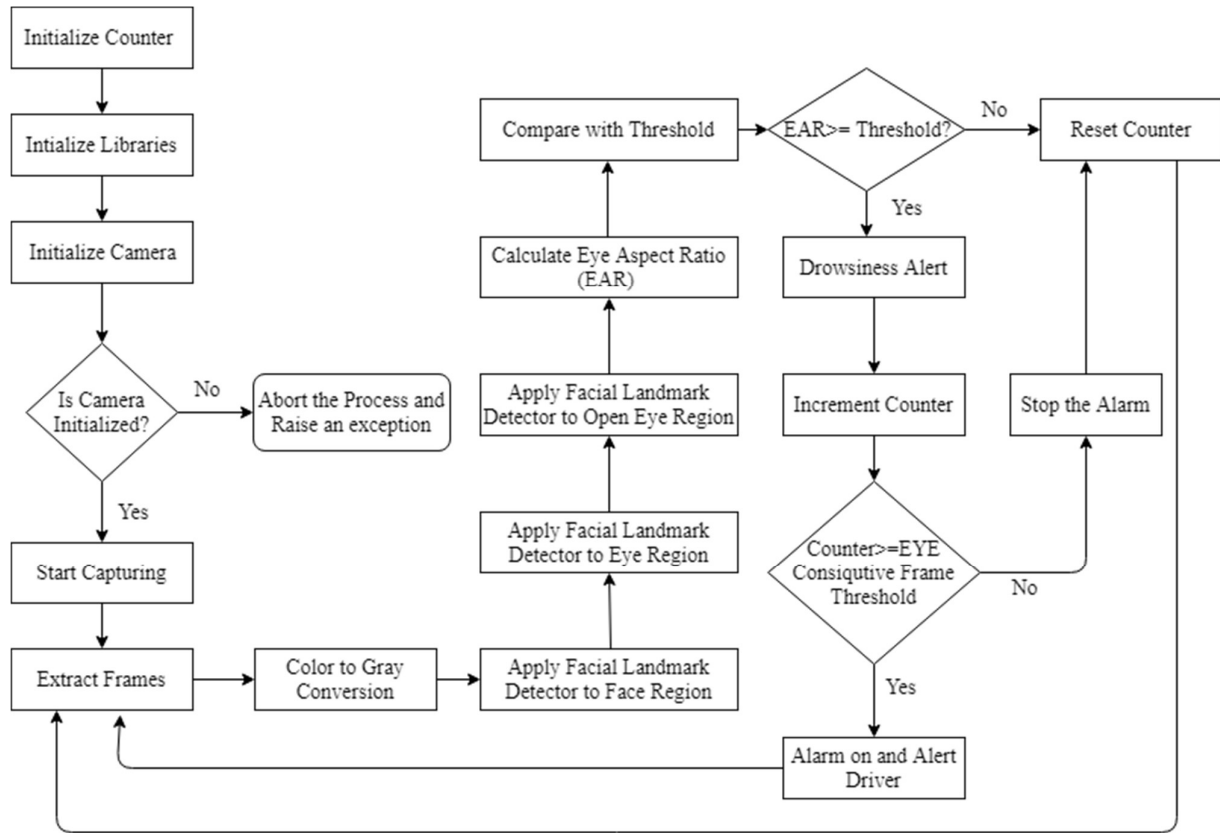 Initialize Counter
Intialize Libraries
Initialize Camera
Is Camera
Initialized?
No
Abort the Process and
Raise an exception
Yes
Start Capturing
Extract Frames
Color to Gray
Conversion
Apply Facial Landmark
Detector to Face Region
Apply Facial Landmark
Detector to Eye Region
Apply Facial Landmark
Detector to Open Eye Region
Calculate Eye Aspect Ratio
(EAR)
Compare with Threshold
EAR>= Threshold?
No
Reset Counter
Yes
Drowsiness Alert
Increment Counter
Stop the Alarm
Counter>=EYE
Consiqutive Frame
Threshold
No
Yes
Alarm on and Alert
Driver